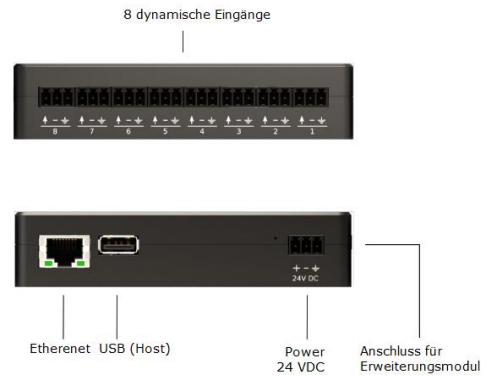 8 dynamische Eingänge
8 7 6 5 4 3 2 1
+ -
24V DC
Etherenet USB (Host)
Power
24 VDC
Anschluss für
Erweiterungsmodul